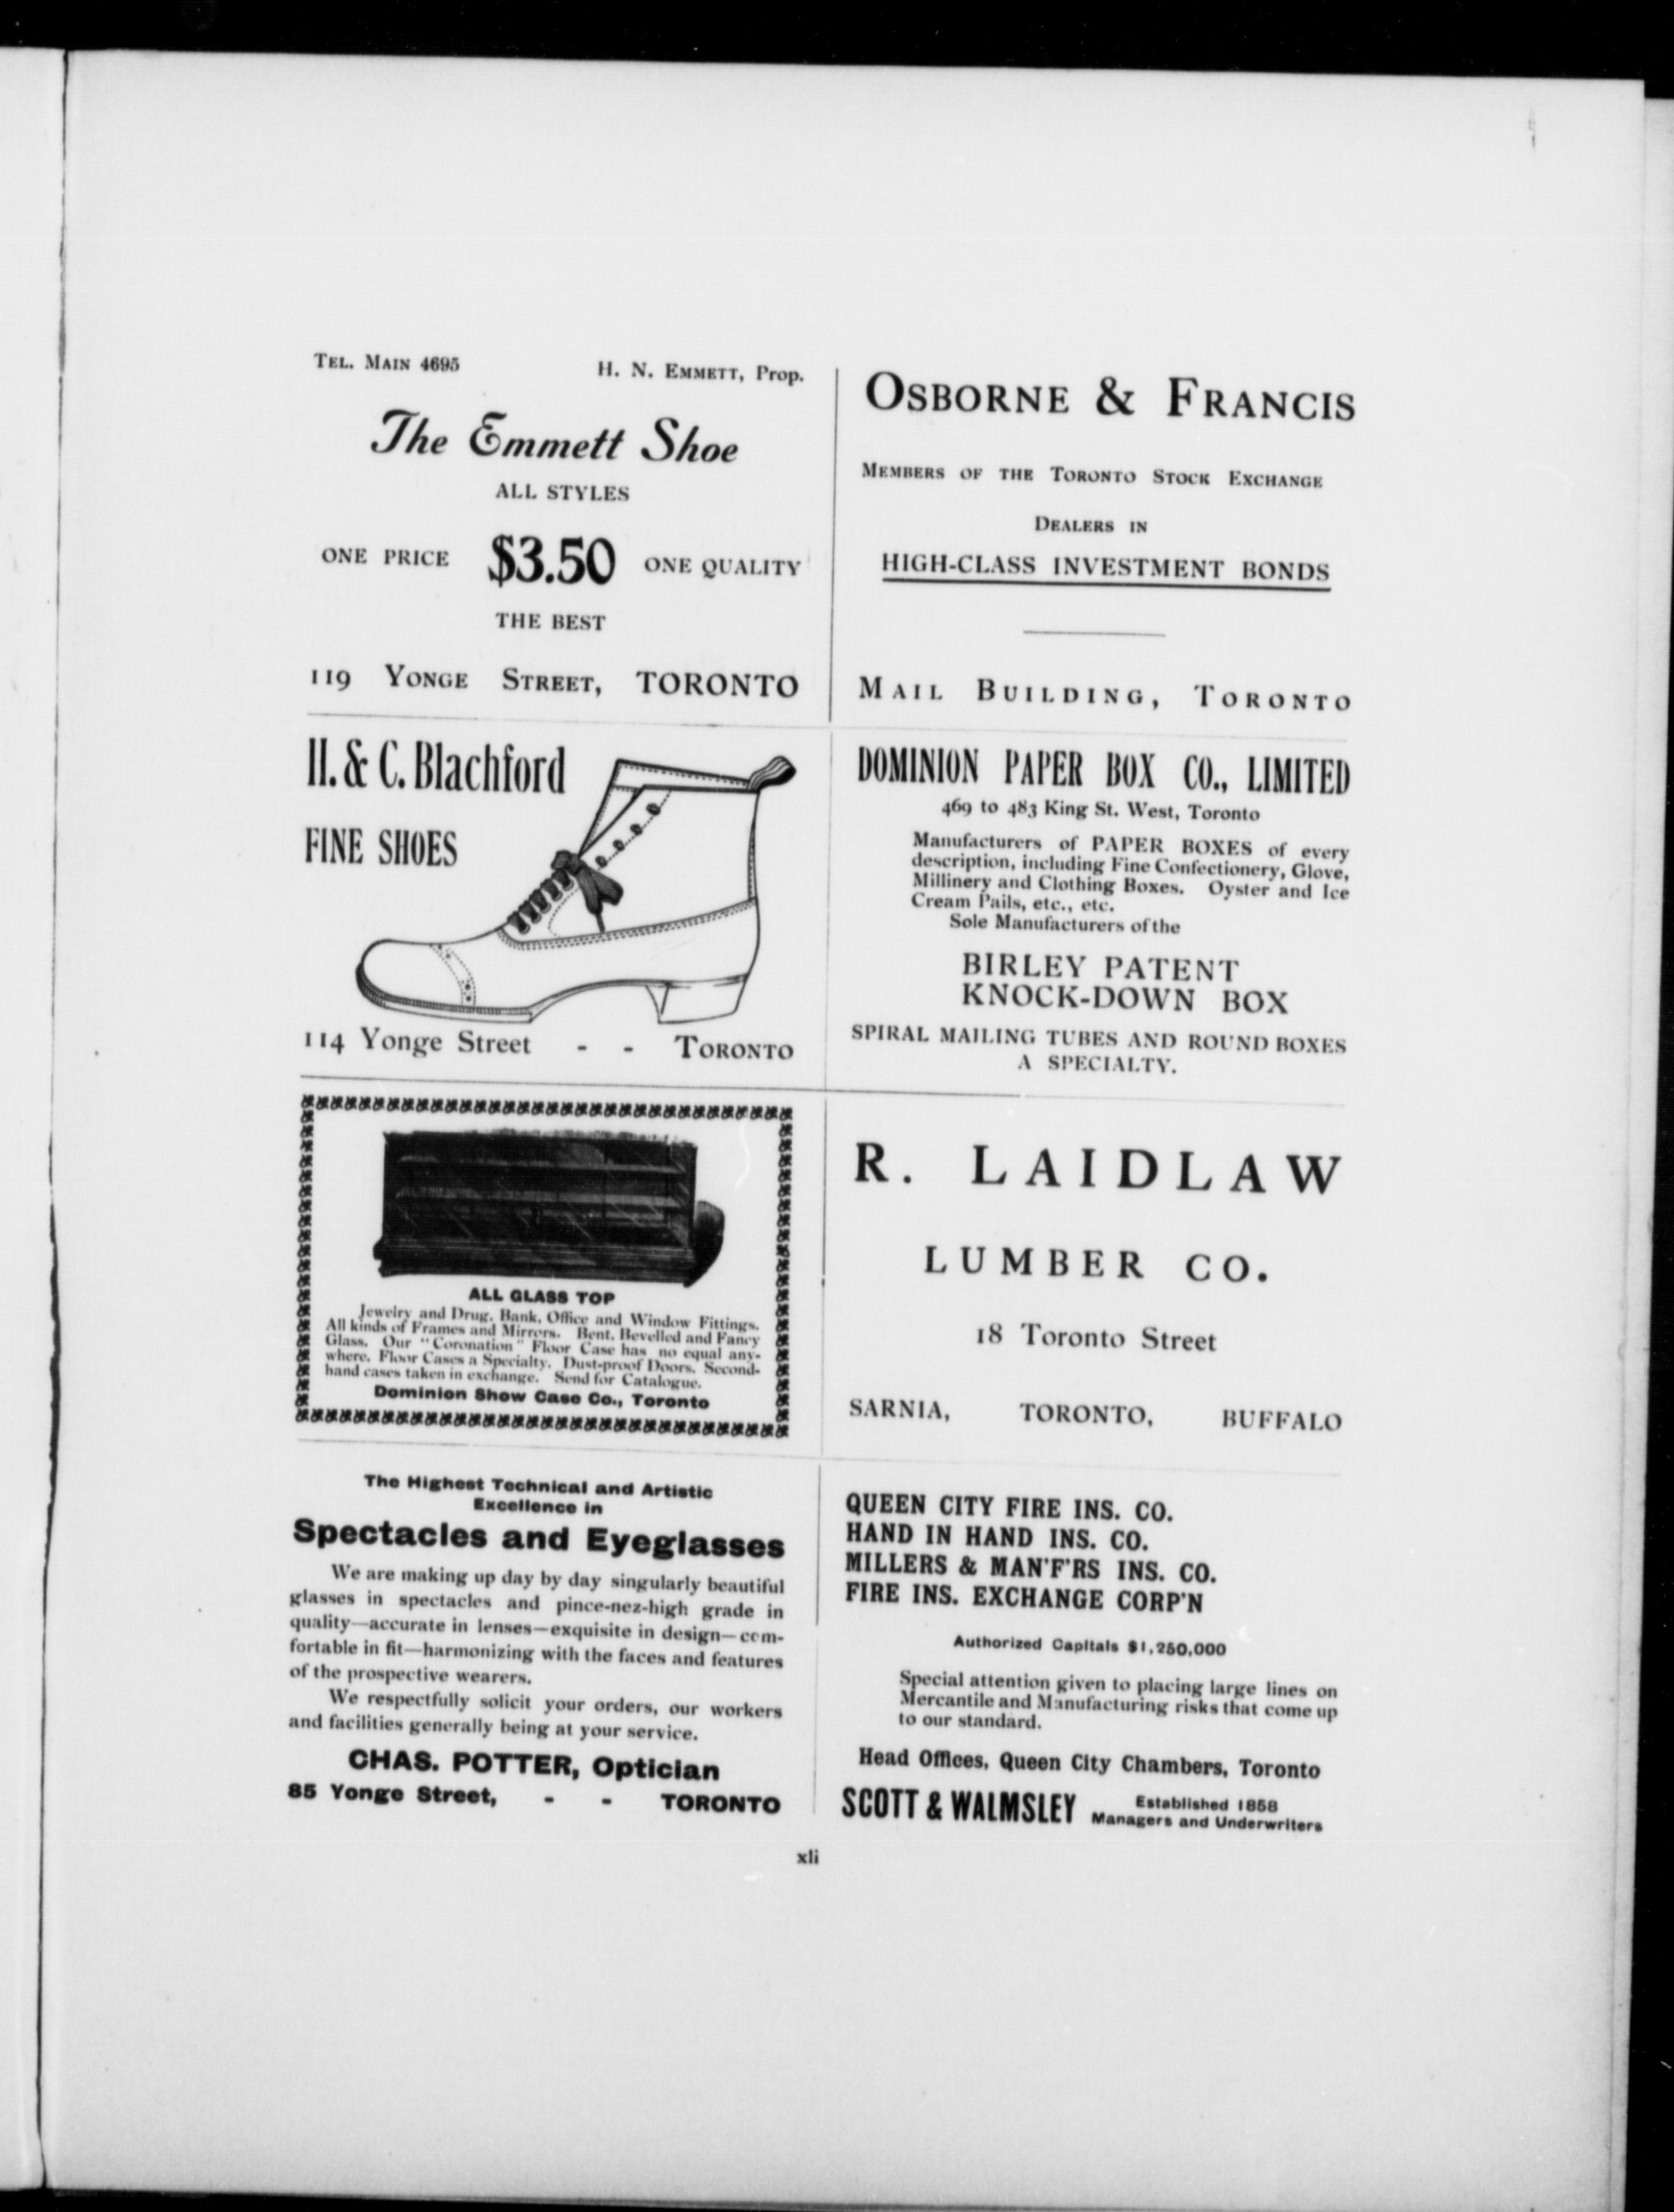 TEL. MAIN 4695 H. N. EMMETT, Prop.
The Emmett Shoe
ALL STYLES
ONE PRICE $3.50 ONE QUALITY
THE BEST
119 YONGE STREET, TORONTO
OSBORNE & FRANCIS
MEMBERS OF THE TORONTO STOCK EXCHANGE
DEALERS IN
HIGH-CLASS INVESTMENT BONDS
MAIL BUILDING, TORONTO
H. & C. Blachford
FINE SHOES
114 Yonge Street - - TORONTO
DOMINION PAPER BOX CO., LIMITED
469 to 483 King St. West, Toronto
Manufacturers of PAPER BOXES of every
description, including Fine Confectionery, Glove,
Millinery and Clothing Boxes. Oyster and Ice
Cream Pails, etc., etc.
Sole Manufacturers of the
BIRLEY PATENT
KNOCK-DOWN BOX
SPIRAL MAILING TUBES AND ROUND BOXES
A SPECIALTY.
ALL GLASS TOP
Jewelry and Drug, Bank, Office and Window Fittings.
All kinds of Frames and Mirrors. Bent, Bevelled and Fancy
Glass. Our "Coronation" Floor Case has no equal any-
where. Floor Cases a Specialty. Dust-proof Doors. Second-
hand cases taken in exchange. Send for Catalogue.
Dominion Show Case Co., Toronto
R. LAIDLAW
LUMBER CO.
18 Toronto Street
SARNIA, TORONTO, BUFFALO
The Highest Technical and Artistic
Excellence in
Spectacles and Eyeglasses
We are making up day by day singularly beautiful
glasses in spectacles and pince-nez-high grade in
quality—accurate in lenses—exquisite in design—com-
fortable in fit—harmonizing with the faces and features
of the prospective wearers.
We respectfully solicit your orders, our workers
and facilities generally being at your service.
CHAS. POTTER, Optician
85 Yonge Street, - - TORONTO
QUEEN CITY FIRE INS. CO.
HAND IN HAND INS. CO.
MILLERS & MAN'F'RS INS. CO.
FIRE INS. EXCHANGE CORP'N
Authorized Capitals $1,250,000
Special attention given to placing large lines on
Mercantile and Manufacturing risks that come up
to our standard.
Head Offices, Queen City Chambers, Toronto
SCOTT & WALMSLEY Established 1858
Managers and Underwriters
xli